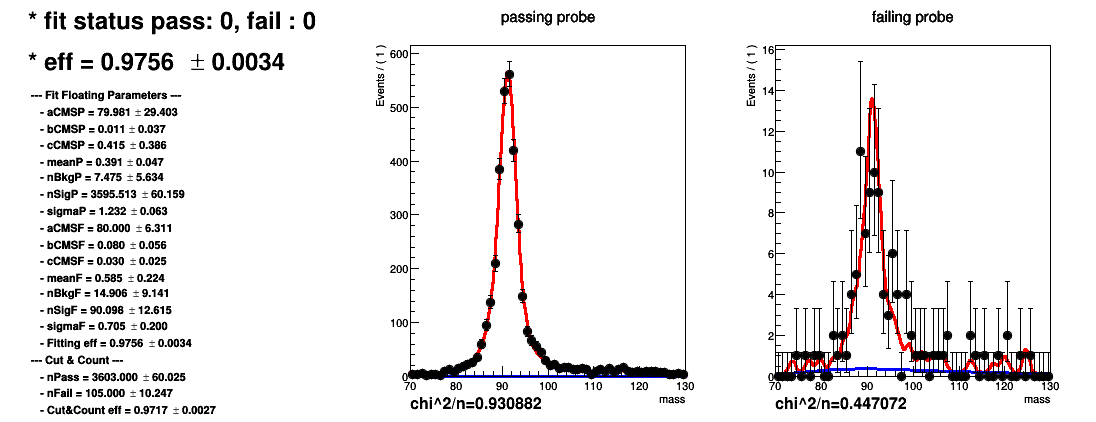 * fit status pass: 0, fail : 0
* eff = 0.9756 ± 0.0034
--- Fit Floating Parameters ---
- aCMSP = 79.981 ± 29.403
- bCMSP = 0.011 ± 0.037
- cCMSP = 0.415 ± 0.386
- meanP = 0.391 ± 0.047
- nBkgP = 7.475 ± 5.634
- nSigP = 3595.513 ± 60.159
- sigmaP = 1.232 ± 0.063
- aCMSF = 80.000 ± 6.311
- bCMSF = 0.080 ± 0.056
- cCMSF = 0.030 ± 0.025
- meanF = 0.585 ± 0.224
- nBkgF = 14.906 ± 9.141
- nSigF = 90.098 ± 12.615
- sigmaF = 0.705 ± 0.200
- Fitting eff = 0.9756 ± 0.0034
--- Cut & Count ---
- nPass = 3603.000 ± 60.025
- nFail = 105.000 ± 10.247
- Cut&Count eff = 0.9717 ± 0.0027
passing probe
Events / ( 1 )
600
500
400
300
200
100
0
70 80 90 100 110 120 130
mass
chi^2/n=0.930882
failing probe
Events / ( 1 )
16
14
12
10
8
6
4
2
0
70 80 90 100 110 120 130
mass
chi^2/n=0.447072